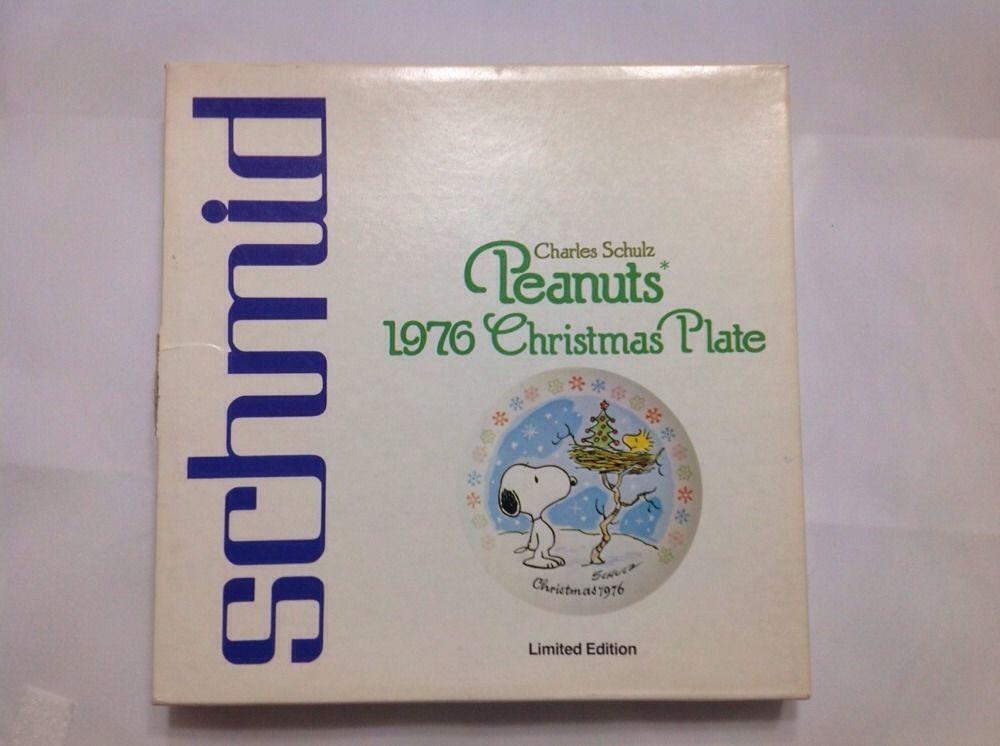 schmid
Charles Schulz
Peanuts*
1976 Christmas Plate
SCHULZ
Christmas 1976
Limited Edition